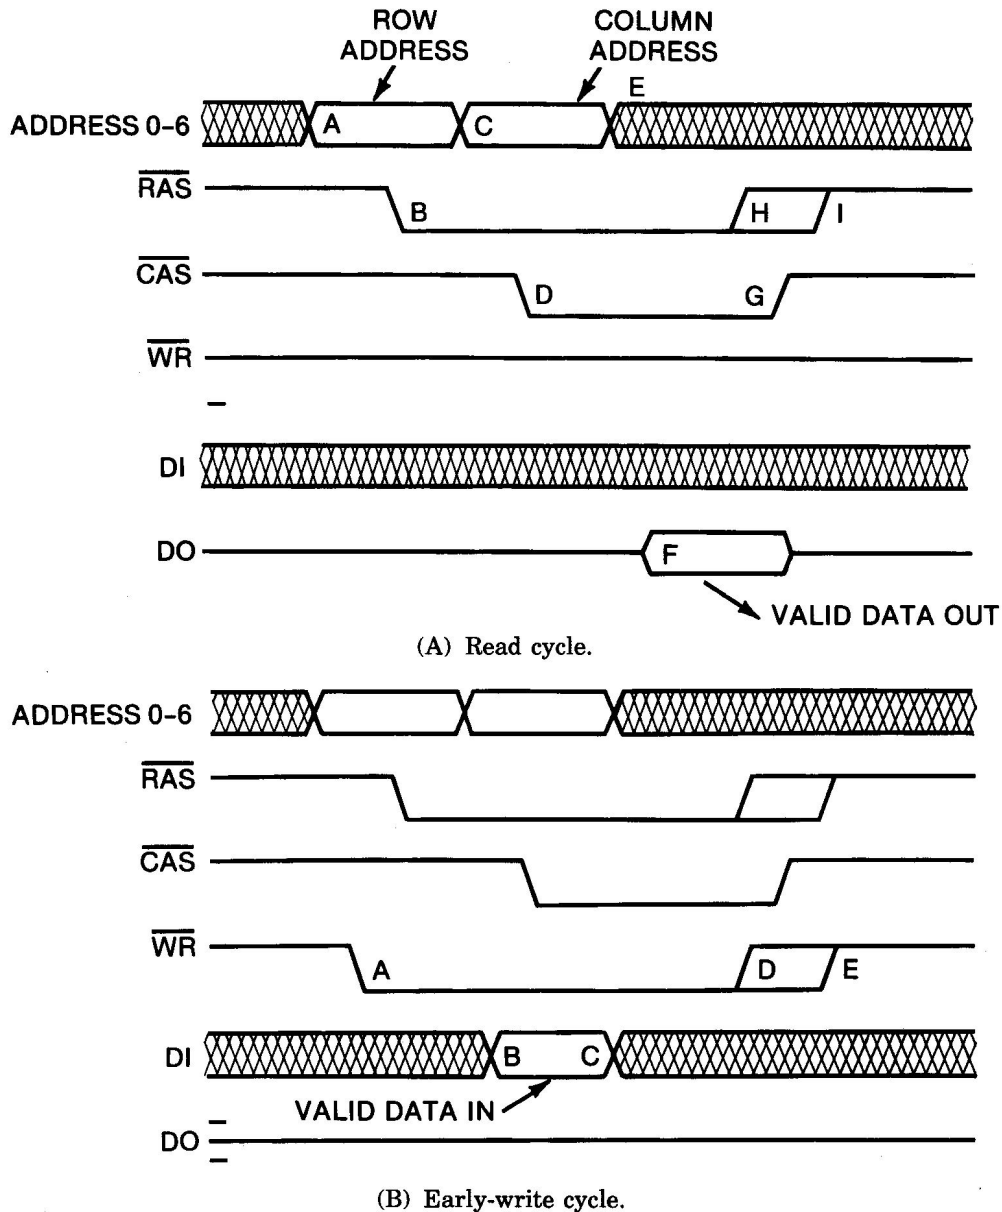 ROW
ADDRESS
COLUMN
ADDRESS
E
ADDRESS 0-6
A
C
RAS
B
H
I
CAS
D
G
WR
DI
DO
F
VALID DATA OUT
(A) Read cycle.
ADDRESS 0-6
RAS
CAS
WR
A
D
E
DI
B
C
VALID DATA IN
DO
(B) Early-write cycle.